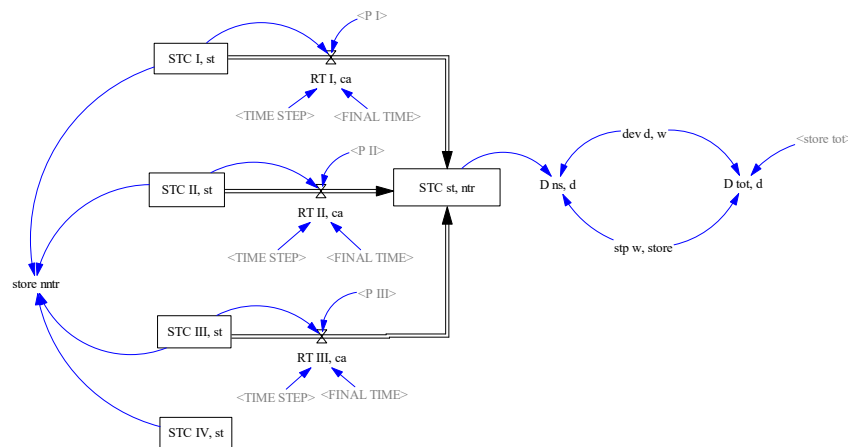 <P I>
STC I, st
RT I, ca
<TIME STEP>
<FINAL TIME>
dev d, w
<store tot>
<P II>
STC II, st
STC st, ntr
D ns, d
D tot, d
RT II, ca
<TIME STEP>
<FINAL TIME>
stp w, store
store nntr
<P III>
STC III, st
RT III, ca
<TIME STEP>
<FINAL TIME>
STC IV, st